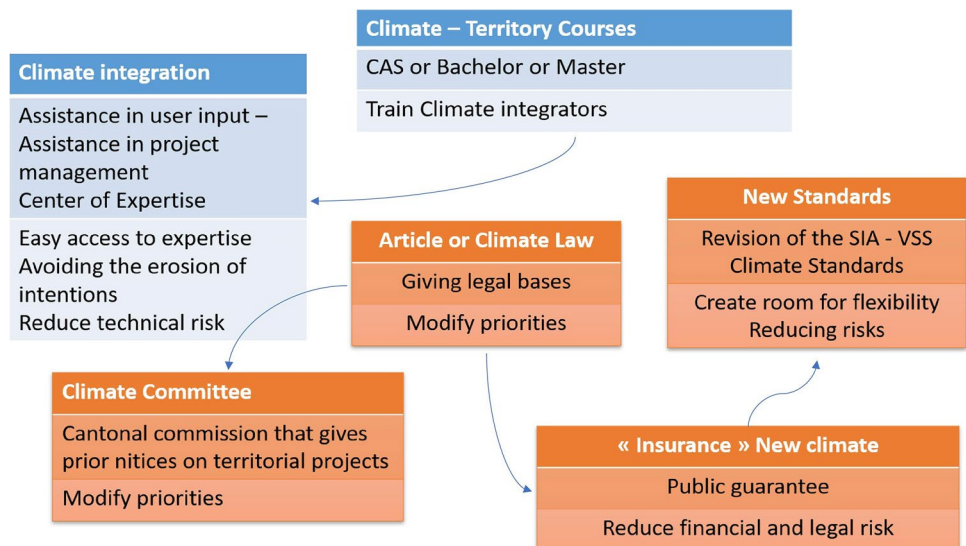 Climate – Territory Courses
CAS or Bachelor or Master
Train Climate integrators
Climate integration
Assistance in user input –
Assistance in project
management
Center of Expertise
Easy access to expertise
Avoiding the erosion of
intentions
Reduce technical risk
Article or Climate Law
Giving legal bases
Modify priorities
New Standards
Revision of the SIA - VSS
Climate Standards
Create room for flexibility
Reducing risks
Climate Committee
Cantonal commission that gives
prior nitices on territorial projects
Modify priorities
« Insurance » New climate
Public guarantee
Reduce financial and legal risk